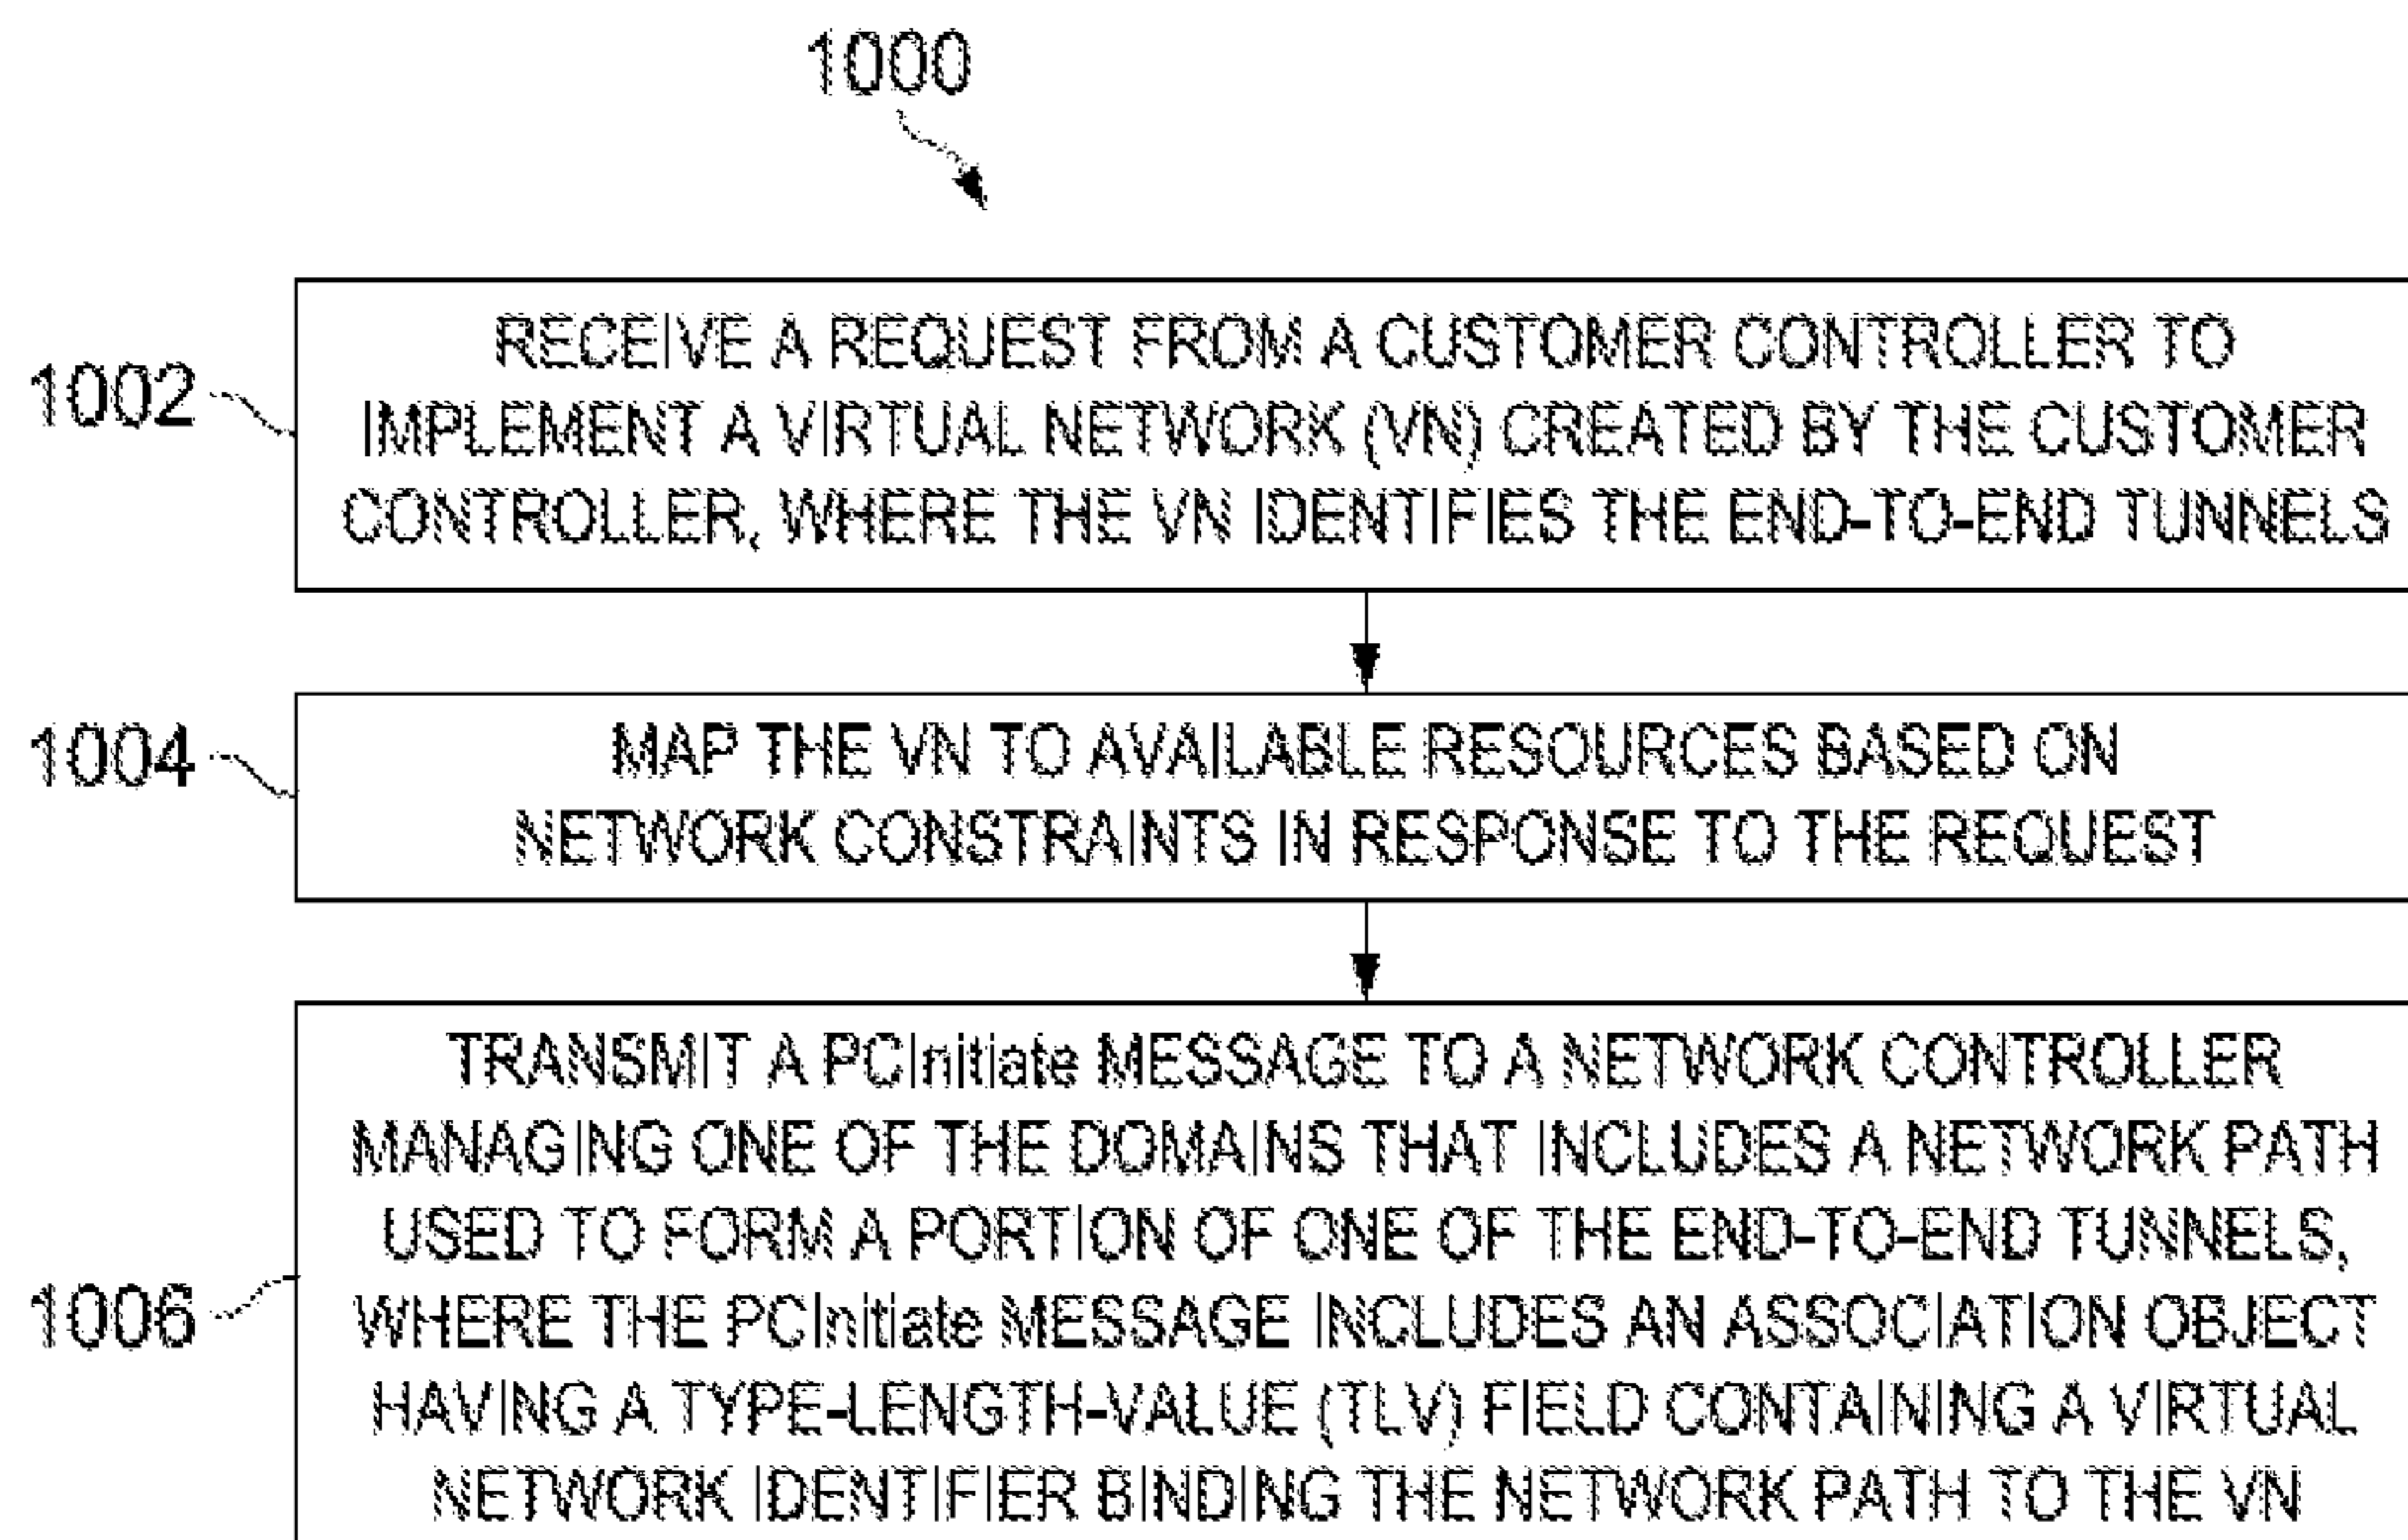 1000
1002
RECEIVE A REQUEST FROM A CUSTOMER CONTROLLER TO
IMPLEMENT A VIRTUAL NETWORK (VN) CREATED BY THE CUSTOMER
CONTROLLER, WHERE THE VN IDENTIFIES THE END-TO-END TUNNELS
1004
MAP THE VN TO AVAILABLE RESOURCES BASED ON
NETWORK CONSTRAINTS IN RESPONSE TO THE REQUEST
1006
TRANSMIT A PCInitiate MESSAGE TO A NETWORK CONTROLLER
MANAGING ONE OF THE DOMAINS THAT INCLUDES A NETWORK PATH
USED TO FORM A PORTION OF ONE OF THE END-TO-END TUNNELS,
WHERE THE PCInitiate MESSAGE INCLUDES AN ASSOCIATION OBJECT
HAVING A TYPE-LENGTH-VALUE (TLV) FIELD CONTAINING A VIRTUAL
NETWORK IDENTIFIER BINDING THE NETWORK PATH TO THE VN